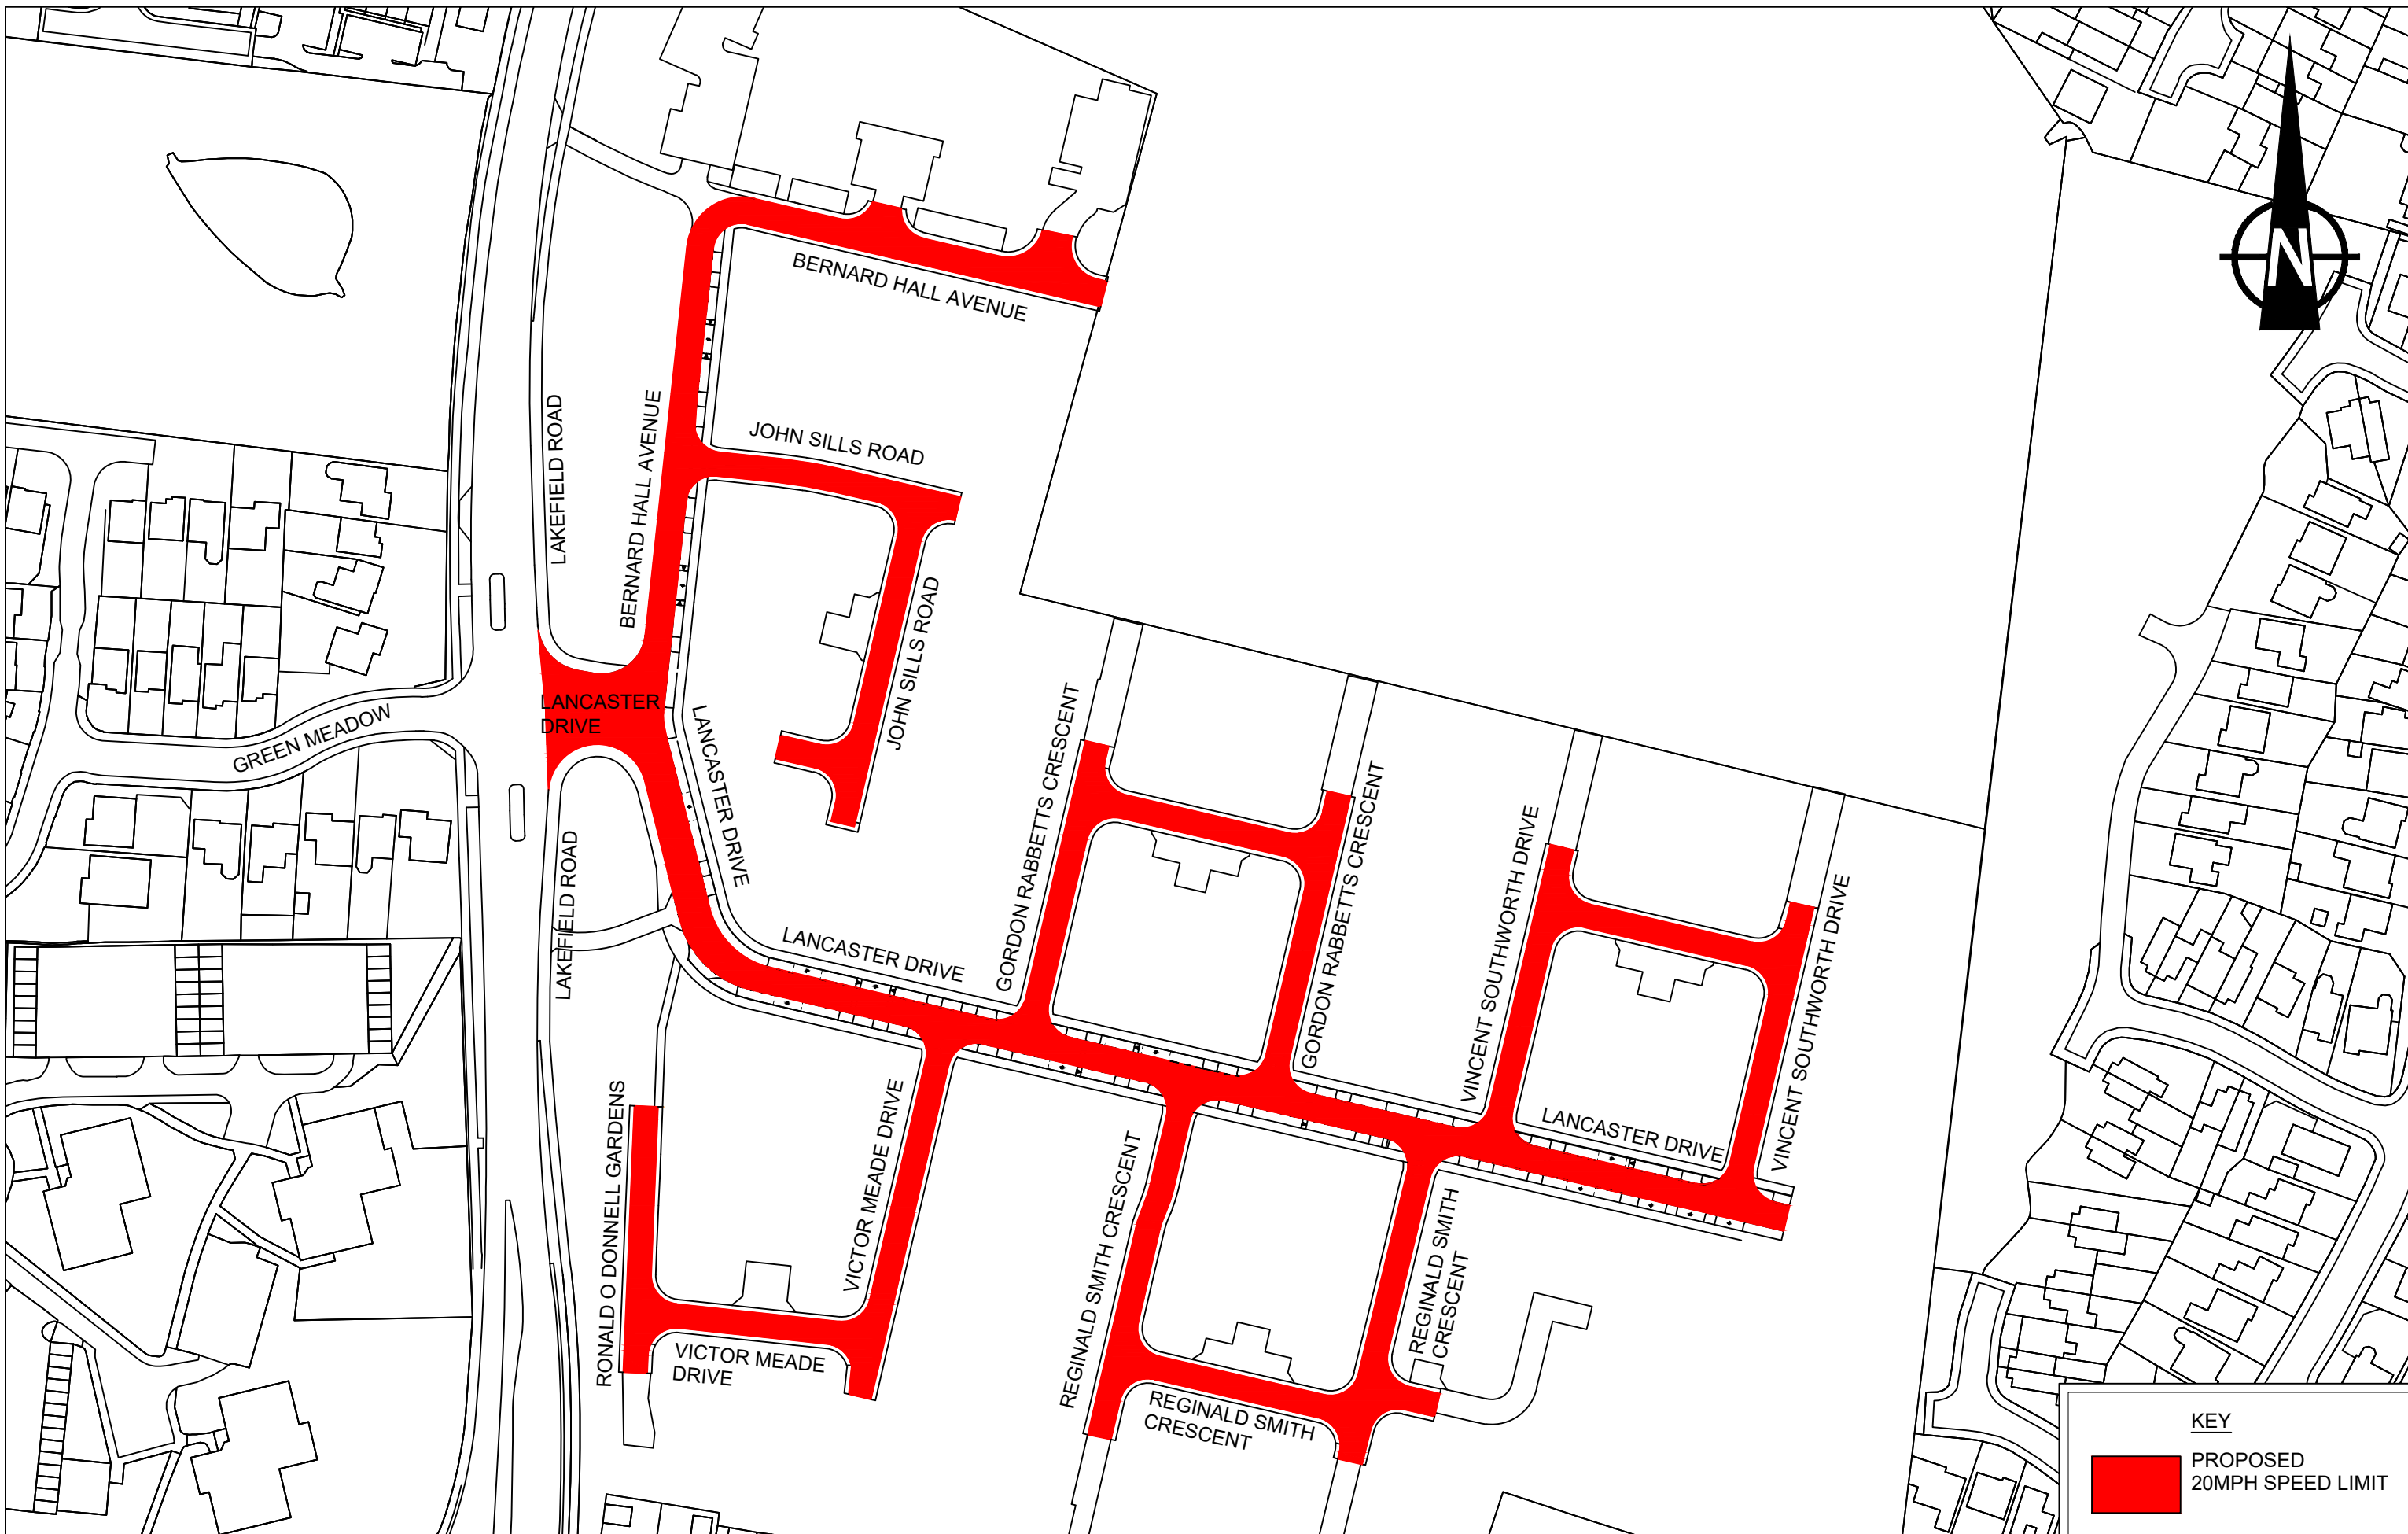 N
BERNARD HALL AVENUE
LAKEFIELD ROAD
BERNARD HALL AVENUE
JOHN SILLS ROAD
JOHN SILLS ROAD
LANCASTER
DRIVE
GREEN MEADOW
LANCASTER DRIVE
LAKEFIELD ROAD
LANCASTER DRIVE
GORDON RABBETTS CRESCENT
GORDON RABBETTS CRESCENT
VINCENT SOUTHWORTH DRIVE
VINCENT SOUTHWORTH DRIVE
LANCASTER DRIVE
RONALD O DONNELL GARDENS
VICTOR MEADE DRIVE
VICTOR MEADE
DRIVE
REGINALD SMITH CRESCENT
REGINALD SMITH
CRESCENT
REGINALD SMITH
CRESCENT
KEY
PROPOSED
20MPH SPEED LIMIT